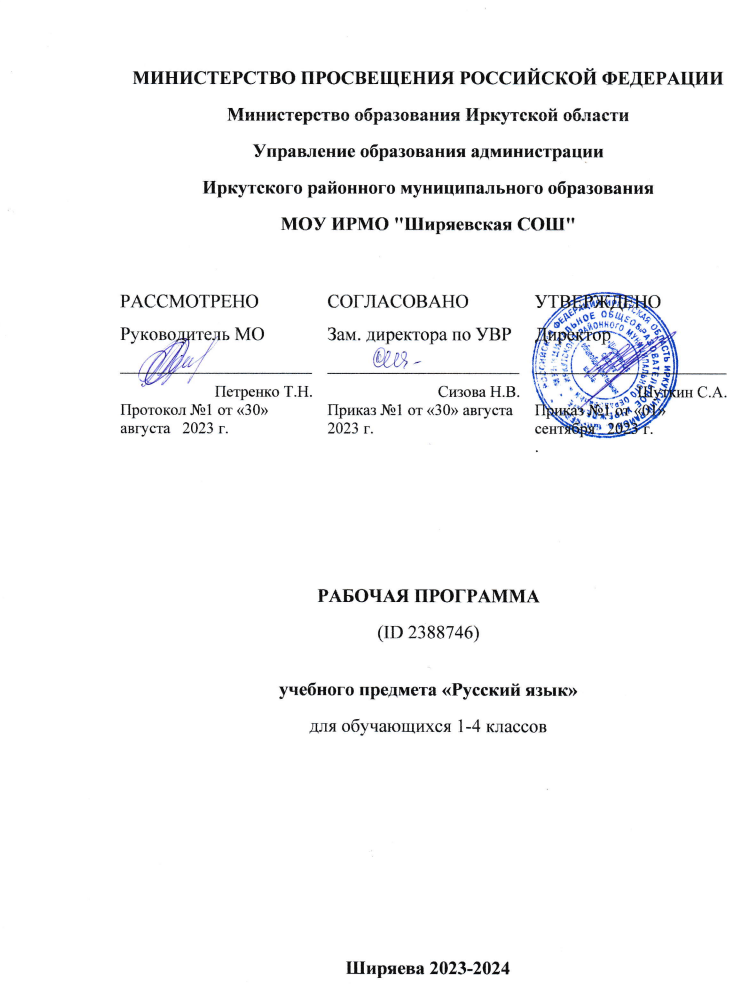 МИНИСТЕРСТВО ПРОСВЕЩЕНИЯ РОССИЙСКОЙ ФЕДЕРАЦИИ
Министерство образования Иркутской области
Управление образования администрации
Иркутского районного муниципального образования
МОУ ИРМО "Ширяевская СОШ"
РАССМОТРЕНО
Руководитель МО
Петренко Т.Н.
Протокол №1 от «30»
августа 2023 г.
СОГЛАСОВАНО
Зам. директора по УВР
Сизова Н.В.
Приказ №1 от «30» августа
2023 г.
УТВЕРЖДЕНО
Директор
С.А.
Приказ №1 от «01»
сентября 2023 г.
.
РАБОЧАЯ ПРОГРАММА
(ID 2388746)
учебного предмета «Русский язык»
для обучающихся 1-4 классов
Ширяева 2023-2024